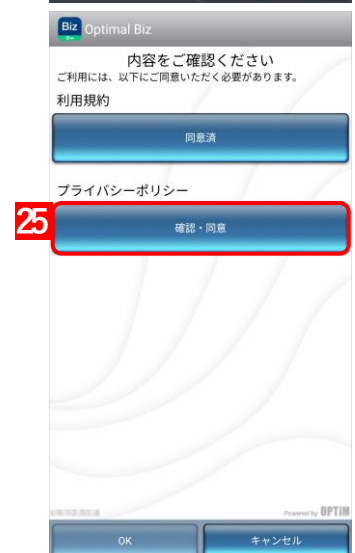 Biz Optimal Biz
内容をご確認ください
ご利用には、以下にご同意いただく必要があります。
利用規約
同意済
プライバシーポリシー
25
確認・同意
Powered by OPTiM
OK キャンセル